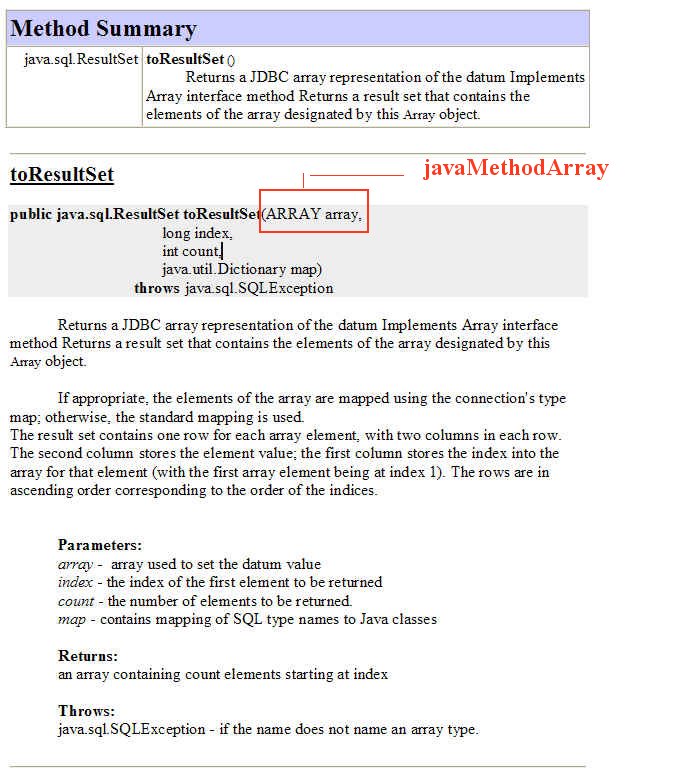 Method Summary
java.sql.ResultSet toResultSet()
Returns a JDBC array representation of the datum Implements
Array interface method Returns a result set that contains the
elements of the array designated by this Array object.
toResultSet
javaMethodArray
public java.sql.ResultSet toResultSet(ARRAY array,
long index,
int count,
java.util.Dictionary map)
throws java.sql.SQLException
Returns a JDBC array representation of the datum Implements Array interface
method Returns a result set that contains the elements of the array designated by this
Array object.
If appropriate, the elements of the array are mapped using the connection's type
map; otherwise, the standard mapping is used.
The result set contains one row for each array element, with two columns in each row.
The second column stores the element value; the first column stores the index into the
array for that element (with the first array element being at index 1). The rows are in
ascending order corresponding to the order of the indices.
Parameters:
array - array used to set the datum value
index - the index of the first element to be returned
count - the number of elements to be returned.
map - contains mapping of SQL type names to Java classes
Returns:
an array containing count elements starting at index
Throws:
java.sql.SQLException - if the name does not name an array type.